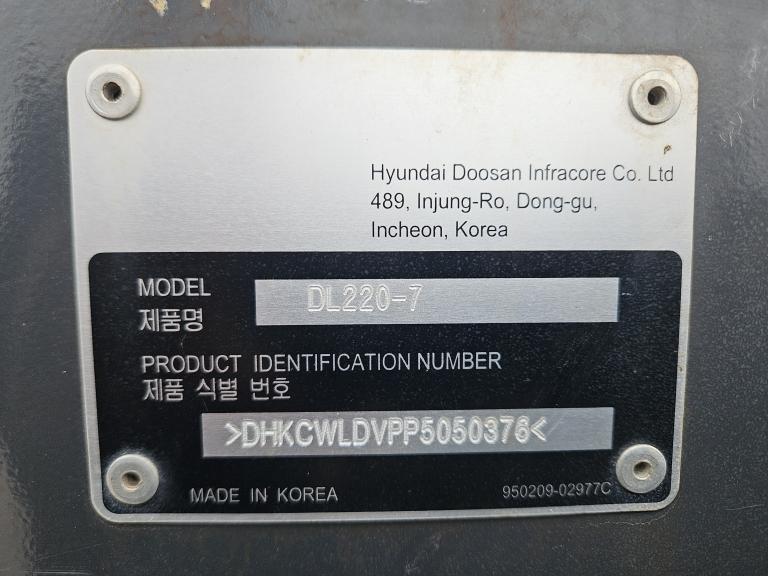 Hyundai Doosan Infracore Co. Ltd
489, Injung-Ro, Dong-gu,
Incheon, Korea
MODEL DL220-7
제품명
PRODUCT IDENTIFICATION NUMBER
제품 식별 번호
>DHKCWLDVPP5050376<
MADE IN KOREA 950209-02977C